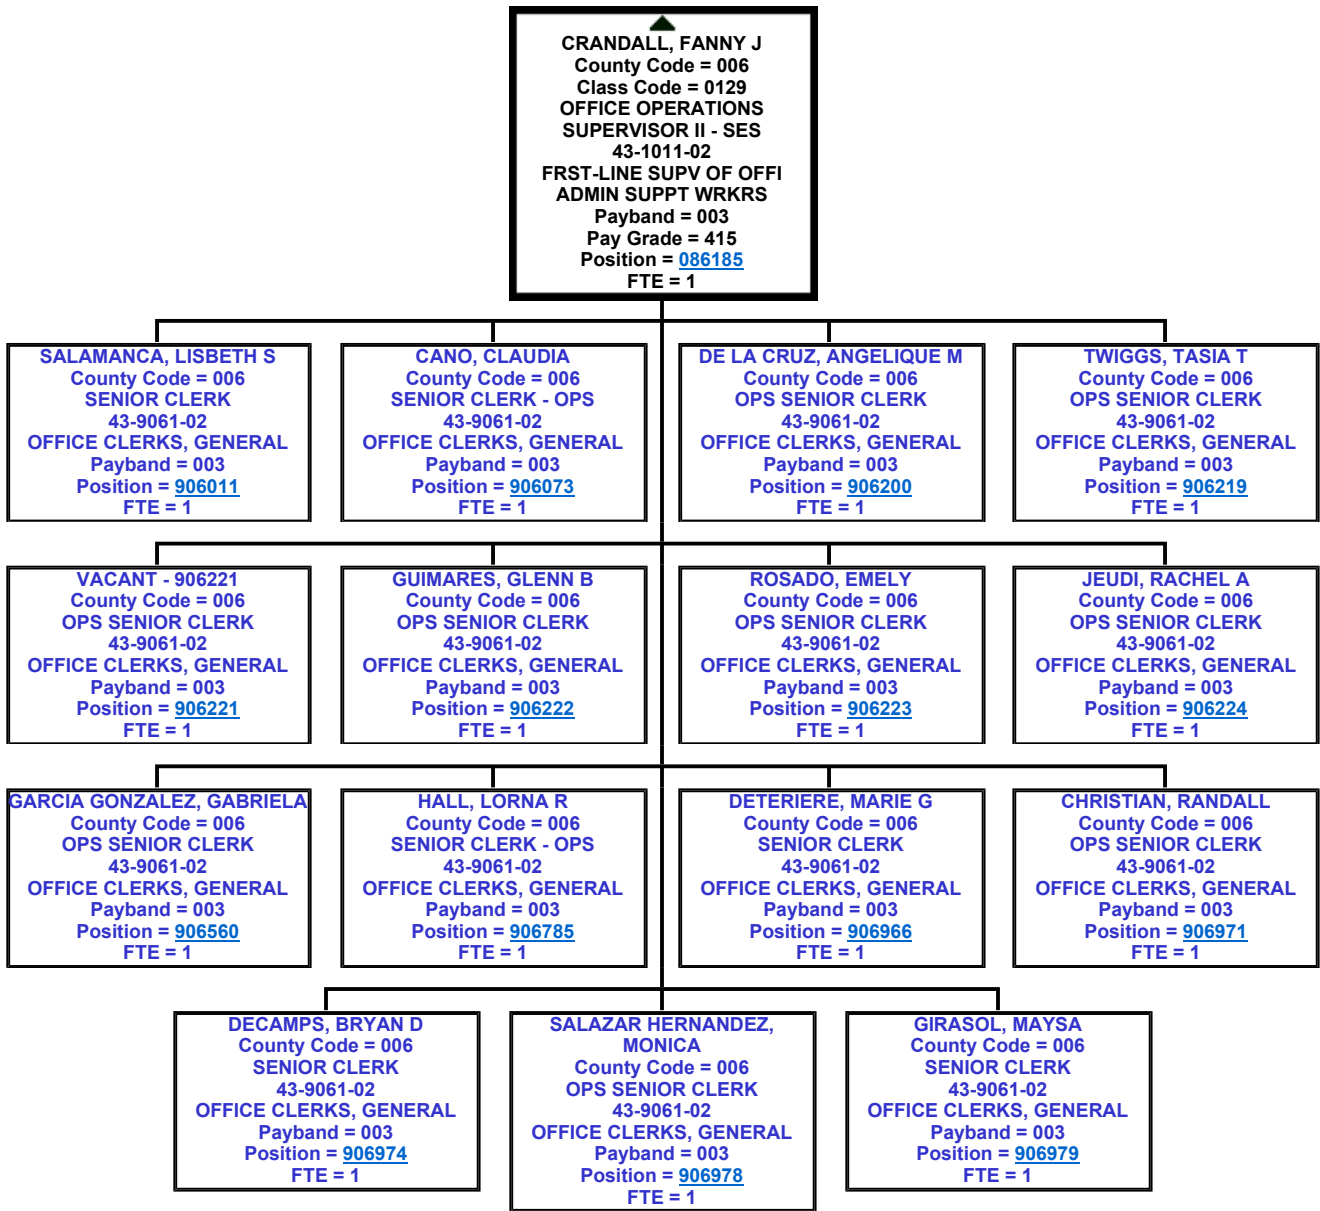 CRANDALL, FANNY J
County Code = 006
Class Code = 0129
OFFICE OPERATIONS
SUPERVISOR II - SES
43-1011-02
FRST-LINE SUPV OF OFFI
ADMIN SUPPT WRKRS
Payband = 003
Pay Grade = 415
Position = 086185
FTE = 1
SALAMANCA, LISBETH S
County Code = 006
SENIOR CLERK
43-9061-02
OFFICE CLERKS, GENERAL
Payband = 003
Position = 906011
FTE = 1
CANO, CLAUDIA
County Code = 006
SENIOR CLERK - OPS
43-9061-02
OFFICE CLERKS, GENERAL
Payband = 003
Position = 906073
FTE = 1
DE LA CRUZ, ANGELIQUE M
County Code = 006
OPS SENIOR CLERK
43-9061-02
OFFICE CLERKS, GENERAL
Payband = 003
Position = 906200
FTE = 1
TWIGGS, TASIA T
County Code = 006
OPS SENIOR CLERK
43-9061-02
OFFICE CLERKS, GENERAL
Payband = 003
Position = 906219
FTE = 1
VACANT - 906221
County Code = 006
OPS SENIOR CLERK
43-9061-02
OFFICE CLERKS, GENERAL
Payband = 003
Position = 906221
FTE = 1
GUIMARES, GLENN B
County Code = 006
OPS SENIOR CLERK
43-9061-02
OFFICE CLERKS, GENERAL
Payband = 003
Position = 906222
FTE = 1
ROSADO, EMELY
County Code = 006
OPS SENIOR CLERK
43-9061-02
OFFICE CLERKS, GENERAL
Payband = 003
Position = 906223
FTE = 1
JEUDI, RACHEL A
County Code = 006
OPS SENIOR CLERK
43-9061-02
OFFICE CLERKS, GENERAL
Payband = 003
Position = 906224
FTE = 1
GARCIA GONZALEZ, GABRIELA
County Code = 006
OPS SENIOR CLERK
43-9061-02
OFFICE CLERKS, GENERAL
Payband = 003
Position = 906560
FTE = 1
HALL, LORNA R
County Code = 006
SENIOR CLERK - OPS
43-9061-02
OFFICE CLERKS, GENERAL
Payband = 003
Position = 906785
FTE = 1
DETERIERE, MARIE G
County Code = 006
SENIOR CLERK
43-9061-02
OFFICE CLERKS, GENERAL
Payband = 003
Position = 906966
FTE = 1
CHRISTIAN, RANDALL
County Code = 006
OPS SENIOR CLERK
43-9061-02
OFFICE CLERKS, GENERAL
Payband = 003
Position = 906971
FTE = 1
DECAMPS, BRYAN D
County Code = 006
SENIOR CLERK
43-9061-02
OFFICE CLERKS, GENERAL
Payband = 003
Position = 906974
FTE = 1
SALAZAR HERNANDEZ,
MONICA
County Code = 006
OPS SENIOR CLERK
43-9061-02
OFFICE CLERKS, GENERAL
Payband = 003
Position = 906978
FTE = 1
GIRASOL, MAYSA
County Code = 006
SENIOR CLERK
43-9061-02
OFFICE CLERKS, GENERAL
Payband = 003
Position = 906979
FTE = 1